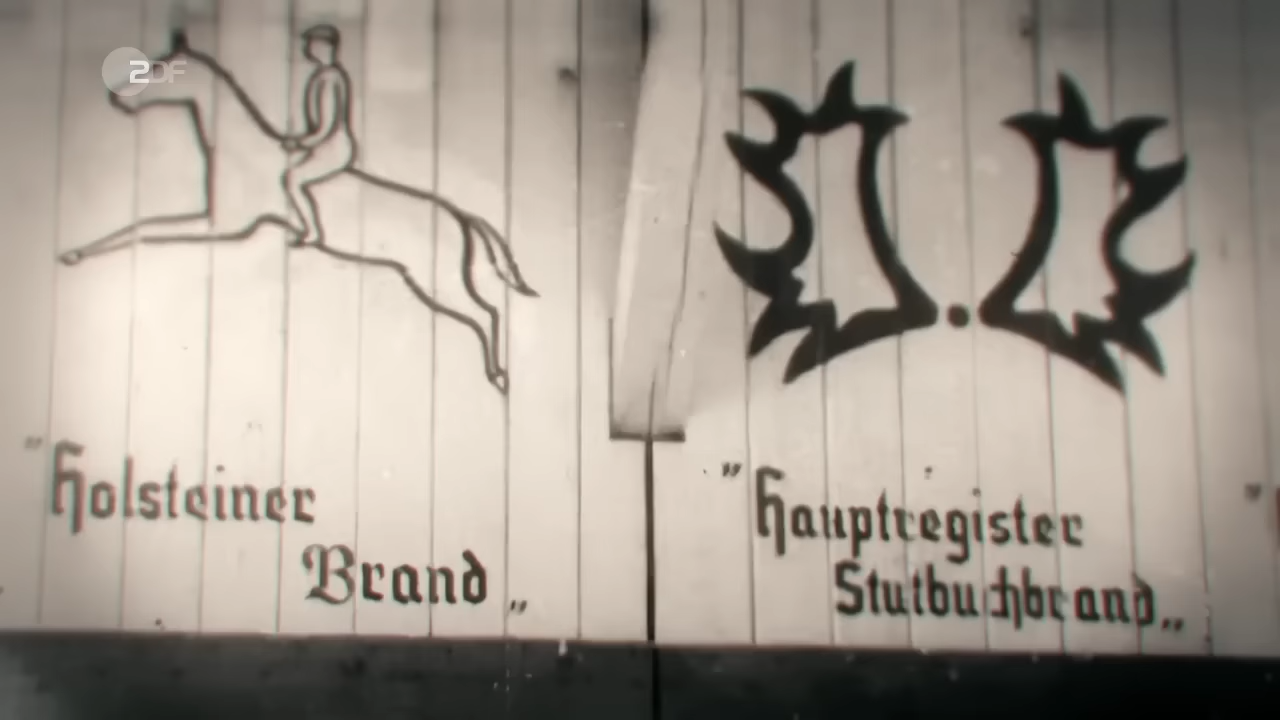 ZDF
"Holsteiner
Brand„
"Hauptregister
Stutbuchbrand„
"